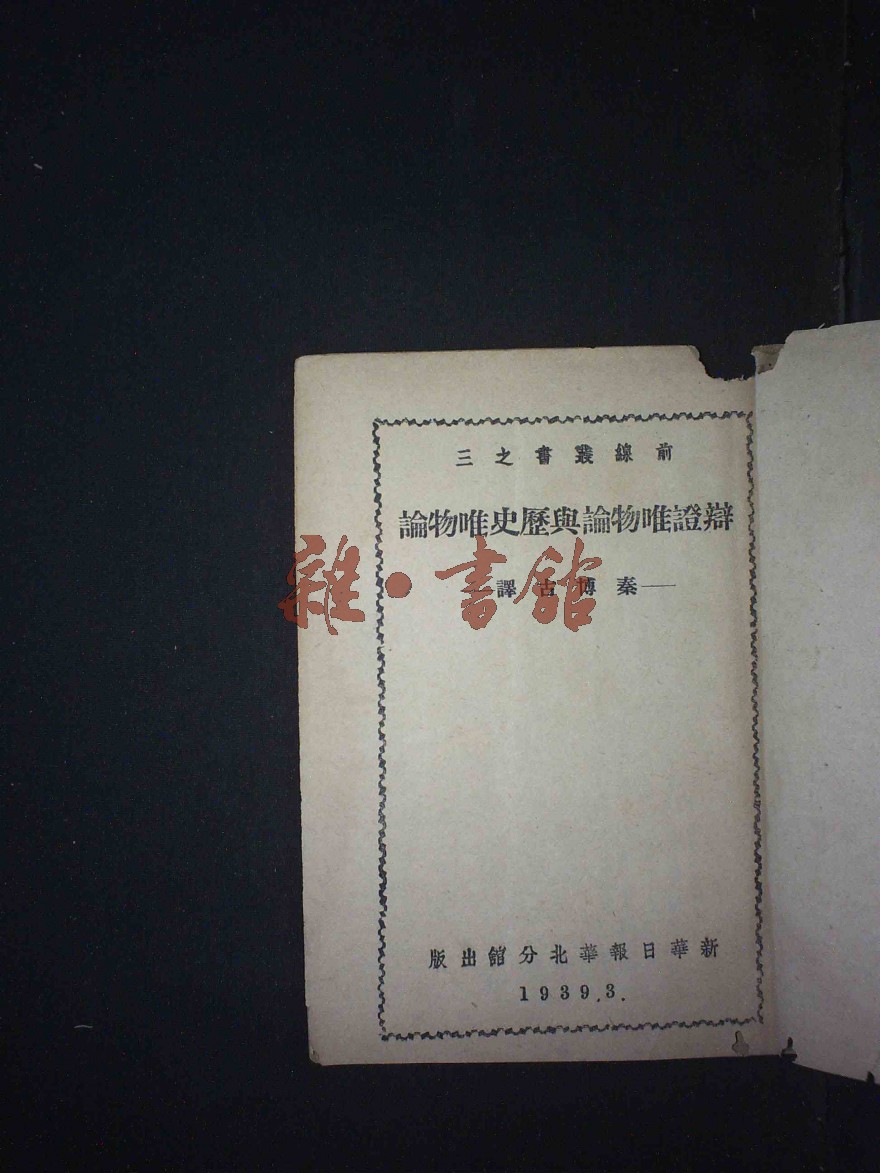 前線叢書之三
辯證唯物論與歷史唯物論
—秦博古譯—
雜·書館
新華日報華北分館出版
1939.3.